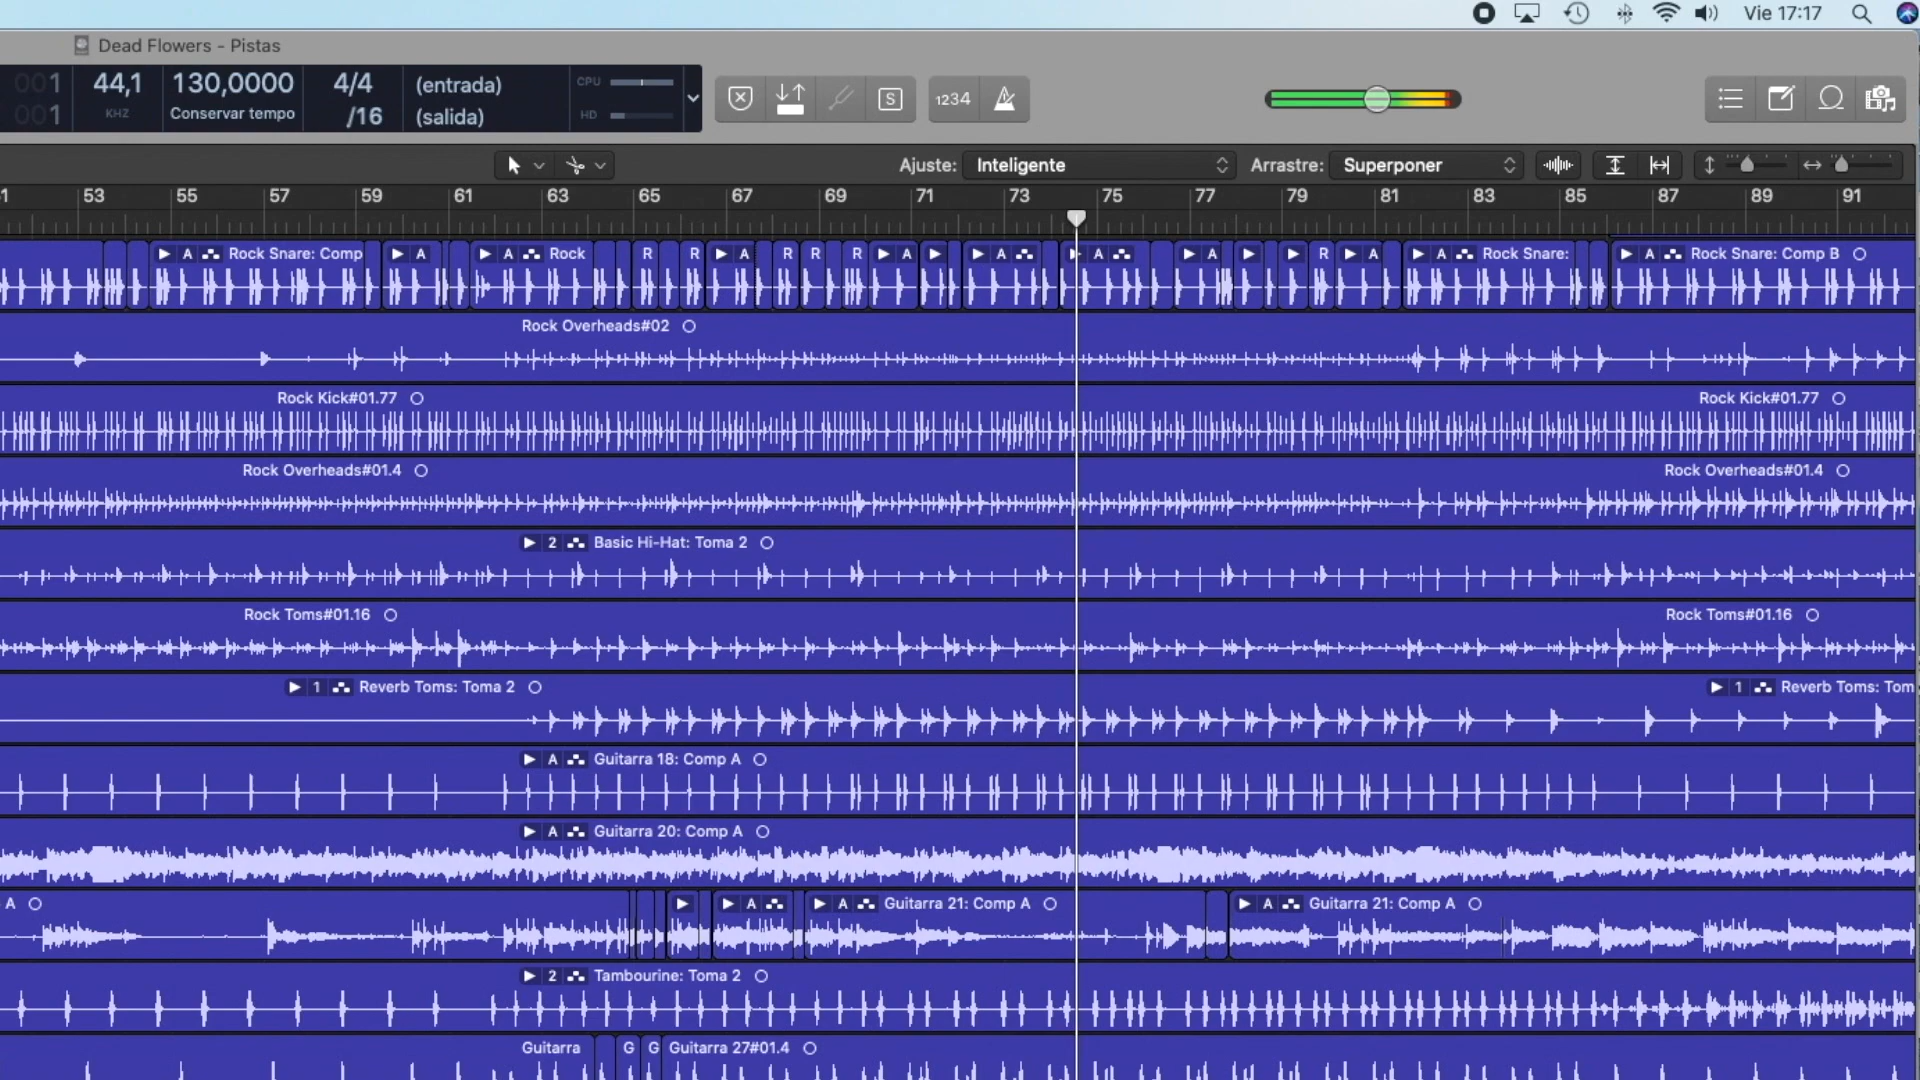 Vie 17:17
Dead Flowers - Pistas
001 44,1 130,0000 4/4 (entrada) CPU
001 KHZ Conservar tempo /16 (salida) HD
S 1234
Ajuste: Inteligente Arrastre: Superponer
53 55 57 59 61 63 65 67 69 71 73 75 77 79 81 83 85 87 89 91
A Rock Snare: Comp A A Rock R R A R R R A A A A R A A Rock Snare: A Rock Snare: Comp B
Rock Overheads#02
Rock Kick#01.77 Rock Kick#01.77
Rock Overheads#01.4 Rock Overheads#01.4
2 Basic Hi-Hat: Toma 2
Rock Toms#01.16 Rock Toms#01.16
1 Reverb Toms: Toma 2 1 Reverb Toms: Tom
A Guitarra 18: Comp A
A Guitarra 20: Comp A
A A A Guitarra 21: Comp A A Guitarra 21: Comp A
2 Tambourine: Toma 2
Guitarra G G Guitarra 27#01.4